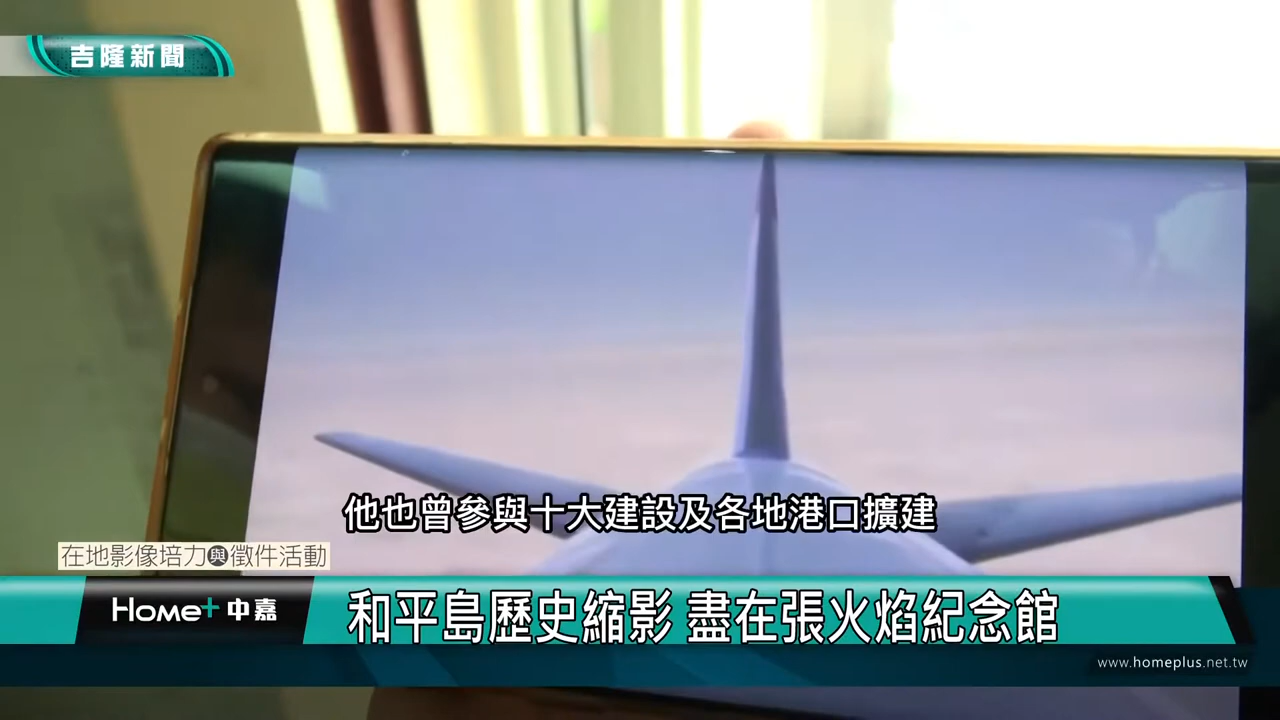 吉隆新聞
他也曾參與十大建設及各地港口擴建
在地影像培力與徵件活動
Home+中嘉
和平島歷史縮影 盡在張火焰紀念館
www.homeplus.net.tw